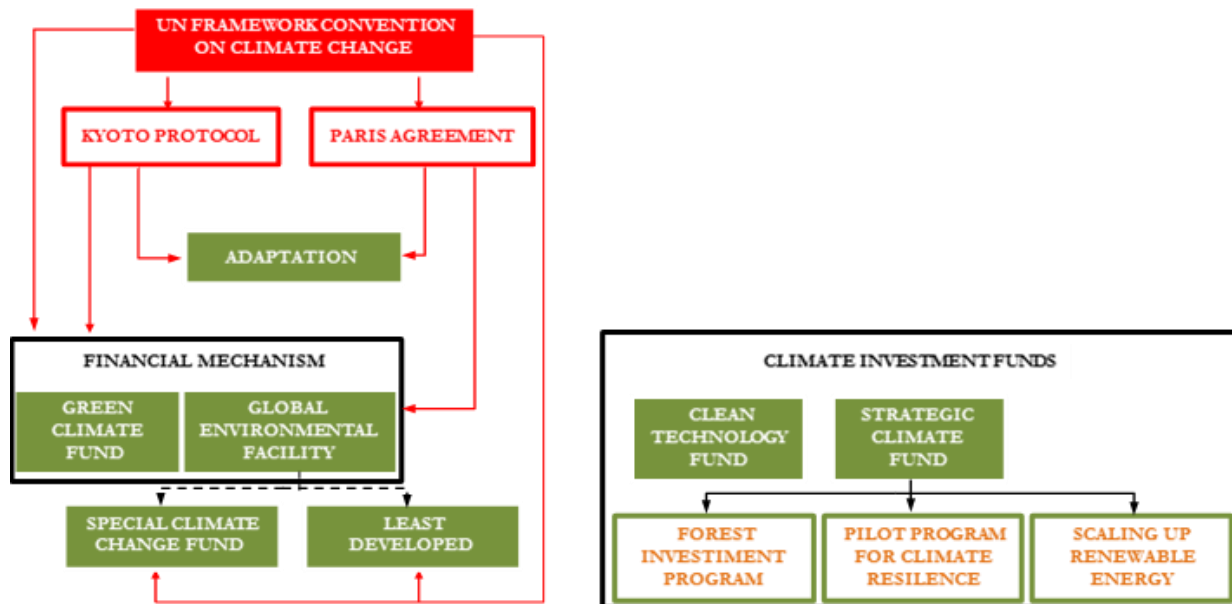 UN FRAMEWORK CONVENTION
ON CLIMATE CHANGE
KYOTO PROTOCOL
PARIS AGREEMENT
ADAPTATION
FINANCIAL MECHANISM
GREEN
CLIMATE
FUND
GLOBAL
ENVIRONMENTAL
FACILITY
SPECIAL CLIMATE
CHANGE FUND
LEAST
DEVELOPED
CLIMATE INVESTMENT FUNDS
CLEAN
TECHNOLOGY
FUND
STRATEGIC
CLIMATE
FUND
FOREST
INVESTIMENT
PROGRAM
PILOT PROGRAM
FOR CLIMATE
RESILENCE
SCALING UP
RENEWABLE
ENERGY